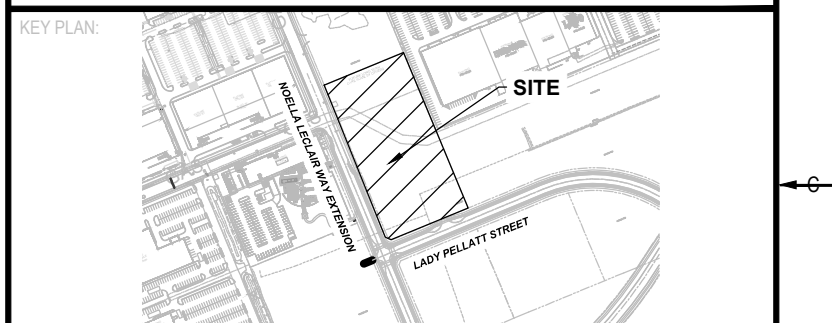 KEY PLAN:
SITE
NOELLA LECLAIR WAY EXTENSION
LADY PELLATT STREET